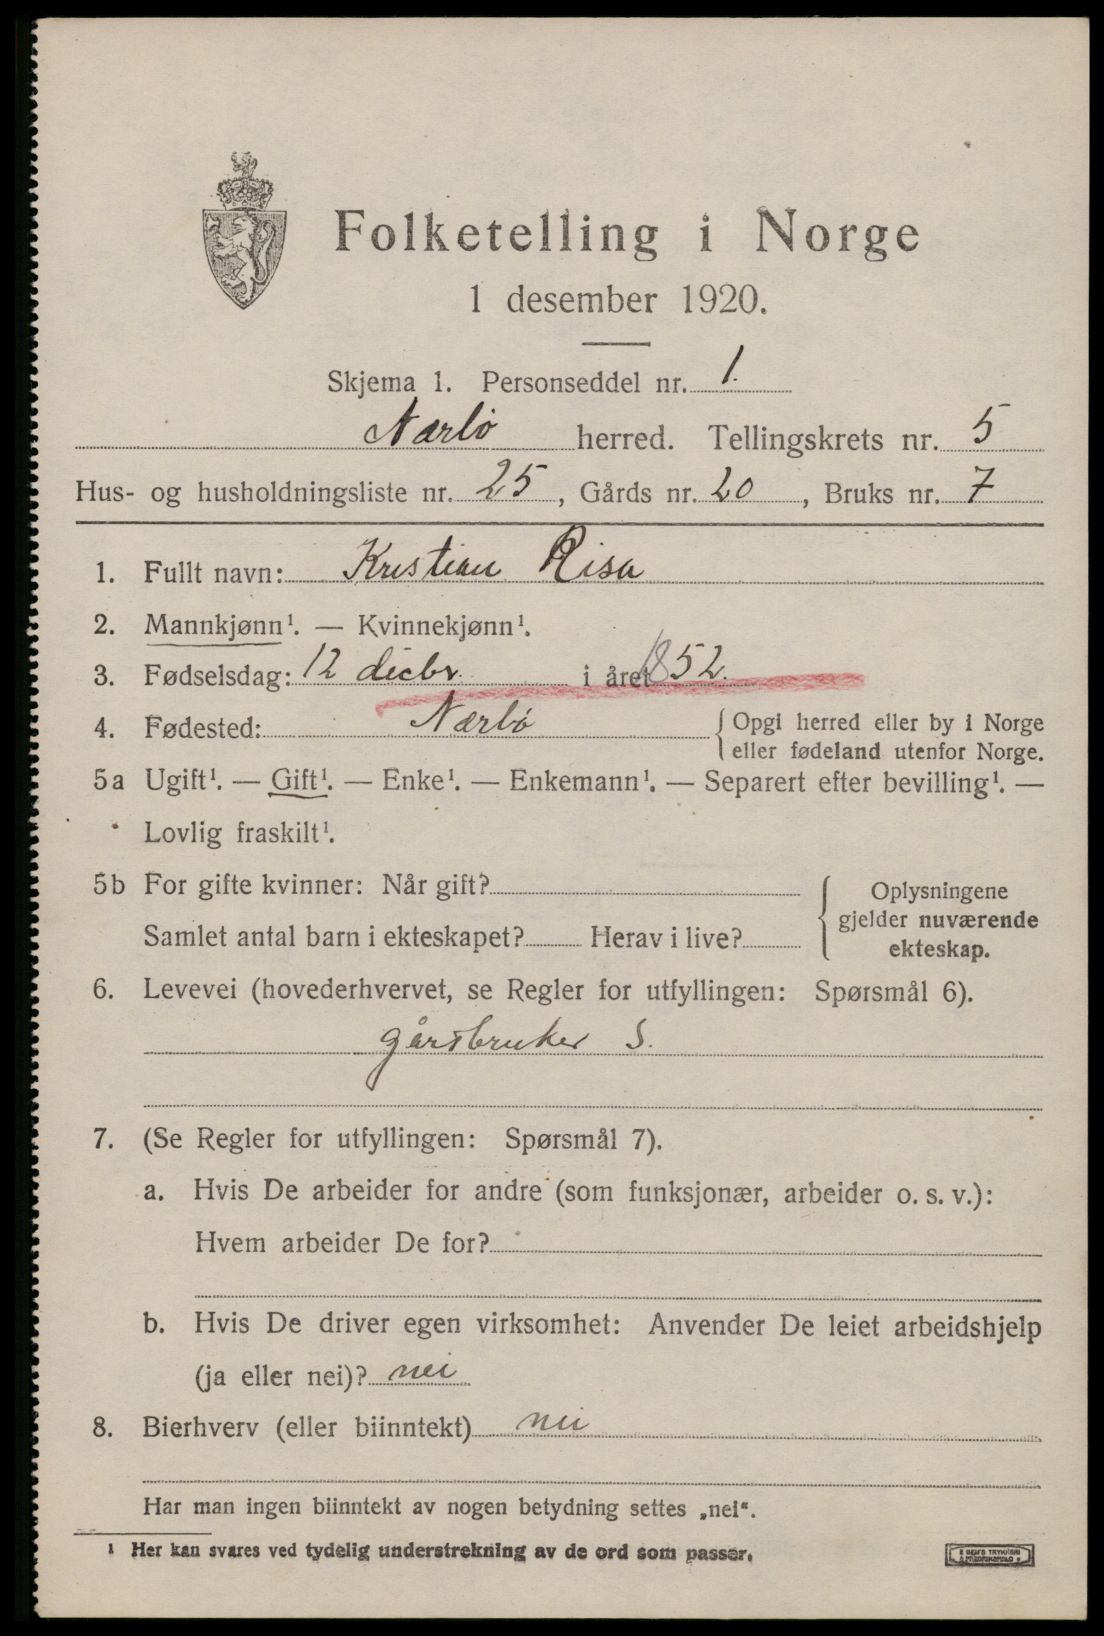 Folketelling i Norge
1 desember 1920.
Skjema 1. Personseddel nr. 1.
Nærbø herred. Tellingskrets nr. 5
Hus- og husholdningsliste nr. 25, Gårds nr. 20, Bruks nr. 7
1. Fullt navn: Kristian Risa
2. Mannkjønn¹. — Kvinnekjønn¹.
3. Fødselsdag: 12 decbr. i året 1852.
4. Fødested: Nærbø { Opgi herred eller by i Norge
eller fødeland utenfor Norge.
5a Ugift¹. — Gift¹. — Enke¹. — Enkemann¹. — Separert efter bevilling¹. —
Lovlig fraskilt¹.
5b For gifte kvinner: Når gift?
Samlet antal barn i ekteskapet? Herav i live?
Oplysningene
gjelder nuværende
ekteskap.
6. Levevei (hovederhvervet, se Regler for utfyllingen: Spørsmål 6).
gårdbruker S.
7. (Se Regler for utfyllingen: Spørsmål 7).
a. Hvis De arbeider for andre (som funksjonær, arbeider o. s. v.):
Hvem arbeider De for?
b. Hvis De driver egen virksomhet: Anvender De leiet arbeidshjelp
(ja eller nei)? nei
8. Bierhverv (eller biinntekt) nei
Har man ingen biinntekt av nogen betydning settes „nei“.
¹ Her kan svares ved tydelig understrekning av de ord som passer.